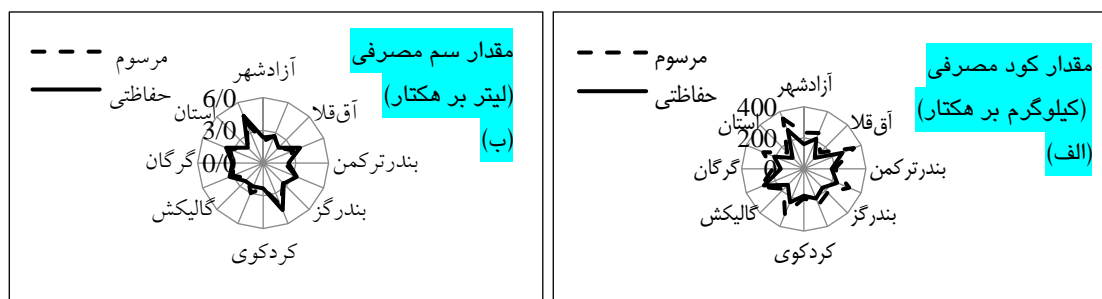 مقدار کود مصرفی
(کیلوگرم بر هکتار)
(الف)
مرسوم
حفاظتی
آزادشهر
آق‌قلا
بندرترکمن
بندرگز
کردکوی
گالیکش
گرگان
استان
400
200
0
مقدار سم مصرفی
(لیتر بر هکتار)
(ب)
مرسوم
حفاظتی
آزادشهر
آق‌قلا
بندرترکمن
بندرگز
کردکوی
گالیکش
گرگان
استان
6/0
3/0
0/0